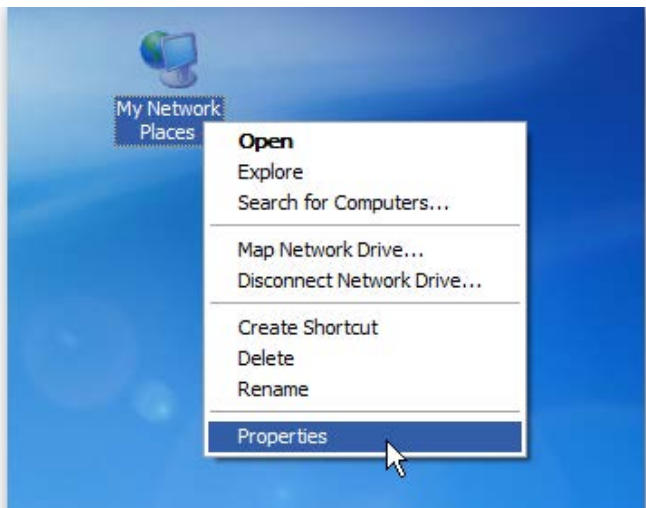 My Network
Places
Open
Explore
Search for Computers...
Map Network Drive...
Disconnect Network Drive...
Create Shortcut
Delete
Rename
Properties